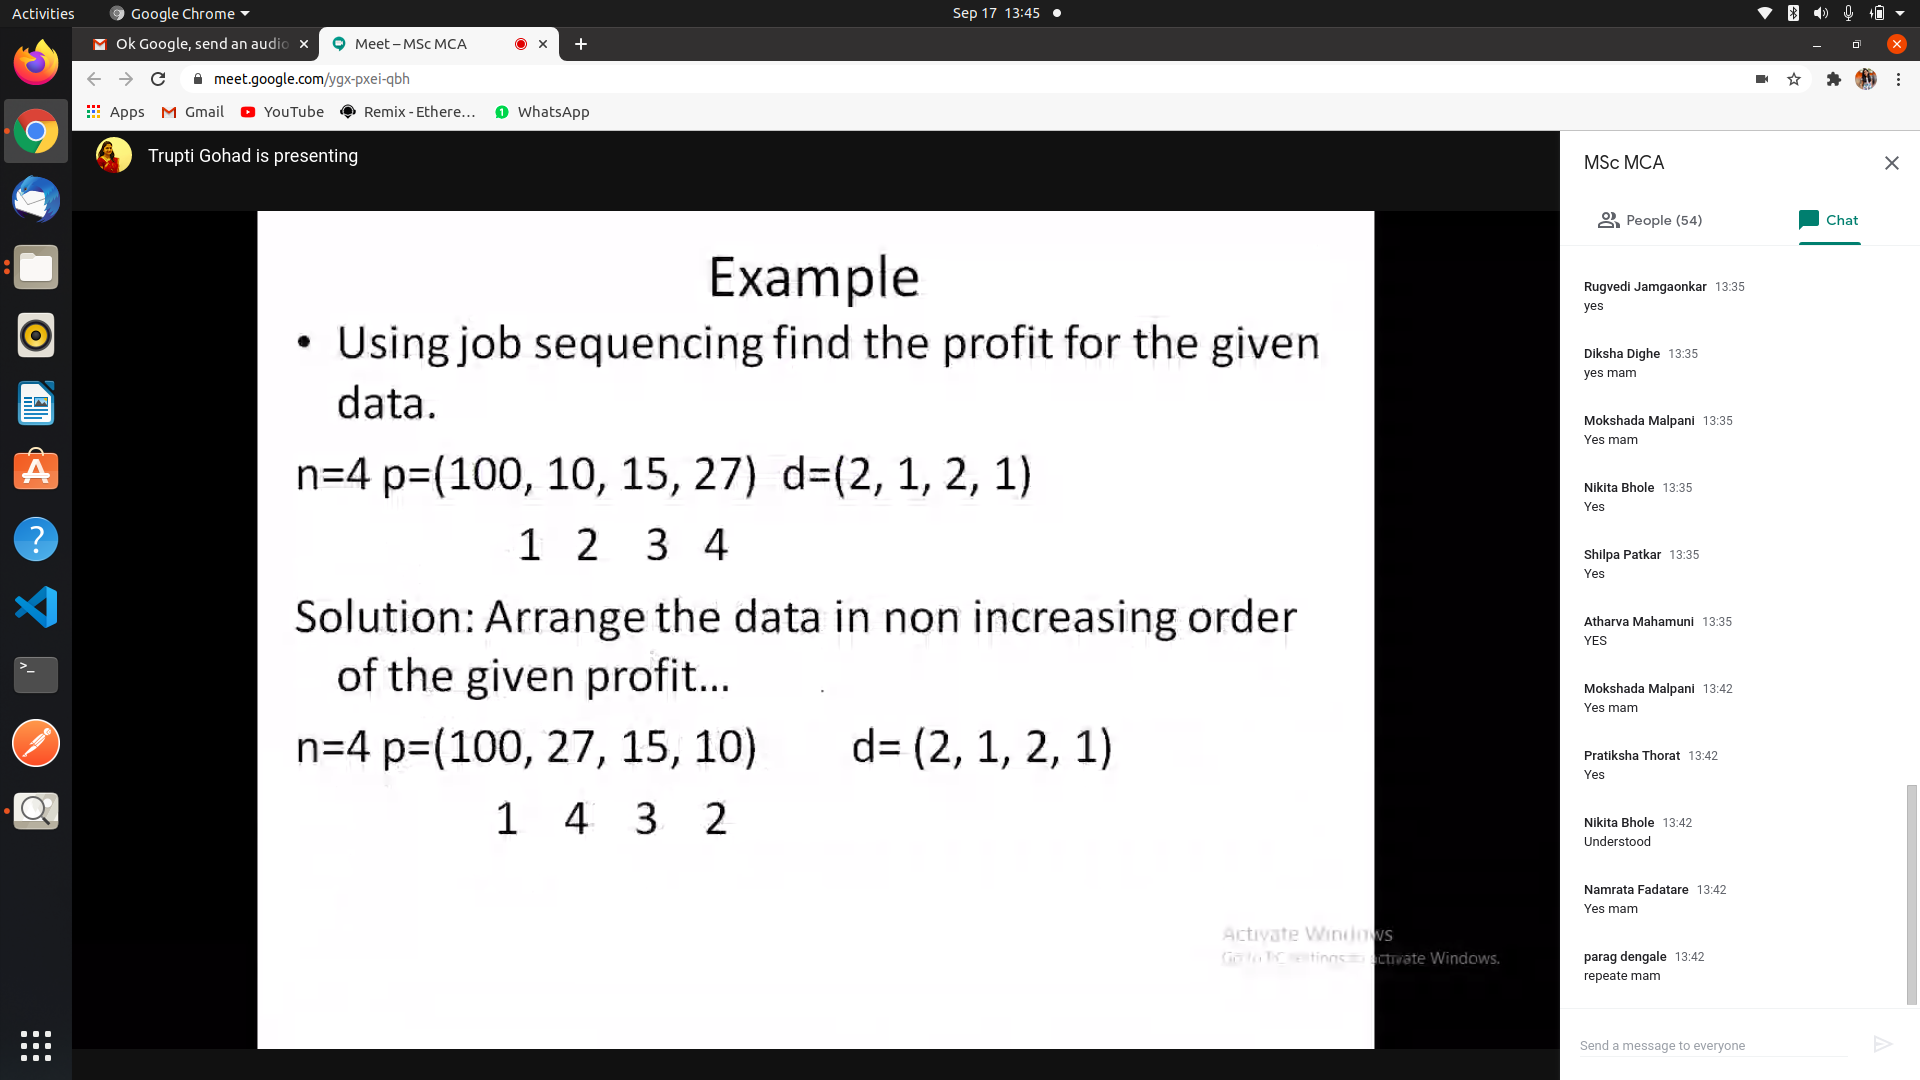 Activities
Google Chrome
Sep 17 13:45
Ok Google, send an audio
Meet – MSc MCA
meet.google.com/ygx-pxei-qbh
Apps
Gmail
YouTube
Remix - Ethere...
WhatsApp
Trupti Gohad is presenting
Example
• Using job sequencing find the profit for the given
data.
n=4 p=(100, 10, 15, 27) d=(2, 1, 2, 1)
1 2 3 4
Solution: Arrange the data in non increasing order
of the given profit...
n=4 p=(100, 27, 15, 10) d= (2, 1, 2, 1)
1 4 3 2
Activate Windows
Go to PC settings to activate Windows.
MSc MCA
People (54)
Chat
Rugvedi Jamgaonkar 13:35
yes
Diksha Dighe 13:35
yes mam
Mokshada Malpani 13:35
Yes mam
Nikita Bhole 13:35
Yes
Shilpa Patkar 13:35
Yes
Atharva Mahamuni 13:35
YES
Mokshada Malpani 13:42
Yes mam
Pratiksha Thorat 13:42
Yes
Nikita Bhole 13:42
Understood
Namrata Fadatare 13:42
Yes mam
parag dengale 13:42
repeate mam
Send a message to everyone